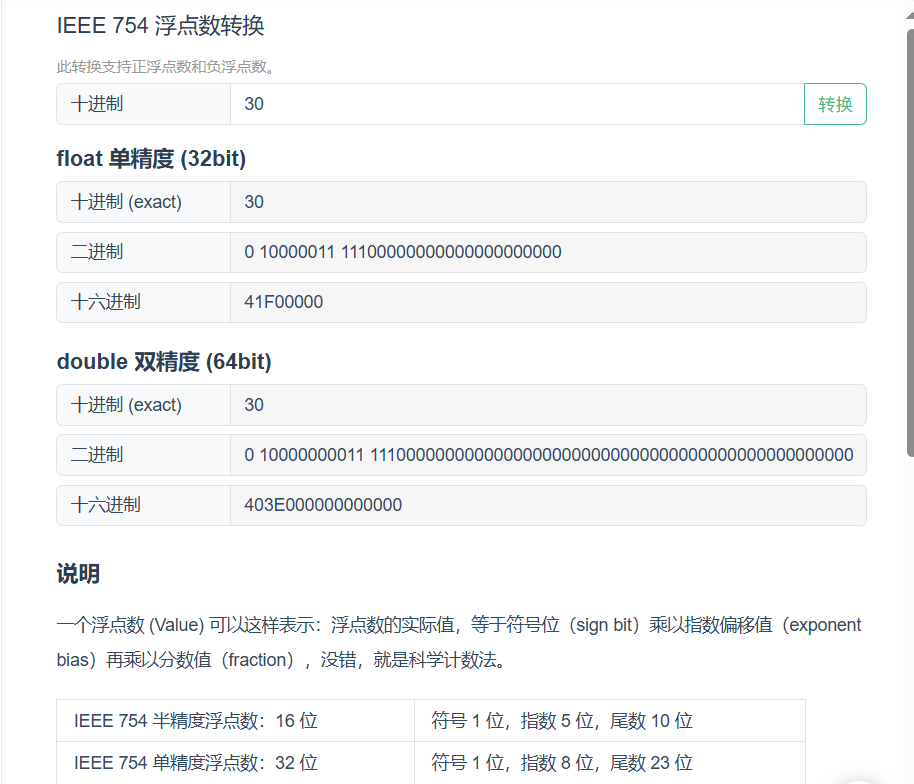 IEEE 754 浮点数转换
此转换支持正浮点数和负浮点数。
十进制 30 转换
float 单精度 (32bit)
十进制 (exact) 30
二进制 0 10000011 11100000000000000000000
十六进制 41F00000
double 双精度 (64bit)
十进制 (exact) 30
二进制 0 10000000011 1110000000000000000000000000000000000000000000000000
十六进制 403E000000000000
说明
一个浮点数 (Value) 可以这样表示：浮点数的实际值，等于符号位（sign bit）乘以指数偏移值（exponent
bias）再乘以分数值（fraction），没错，就是科学计数法。
IEEE 754 半精度浮点数：16 位 符号 1 位，指数 5 位，尾数 10 位
IEEE 754 单精度浮点数：32 位 符号 1 位，指数 8 位，尾数 23 位